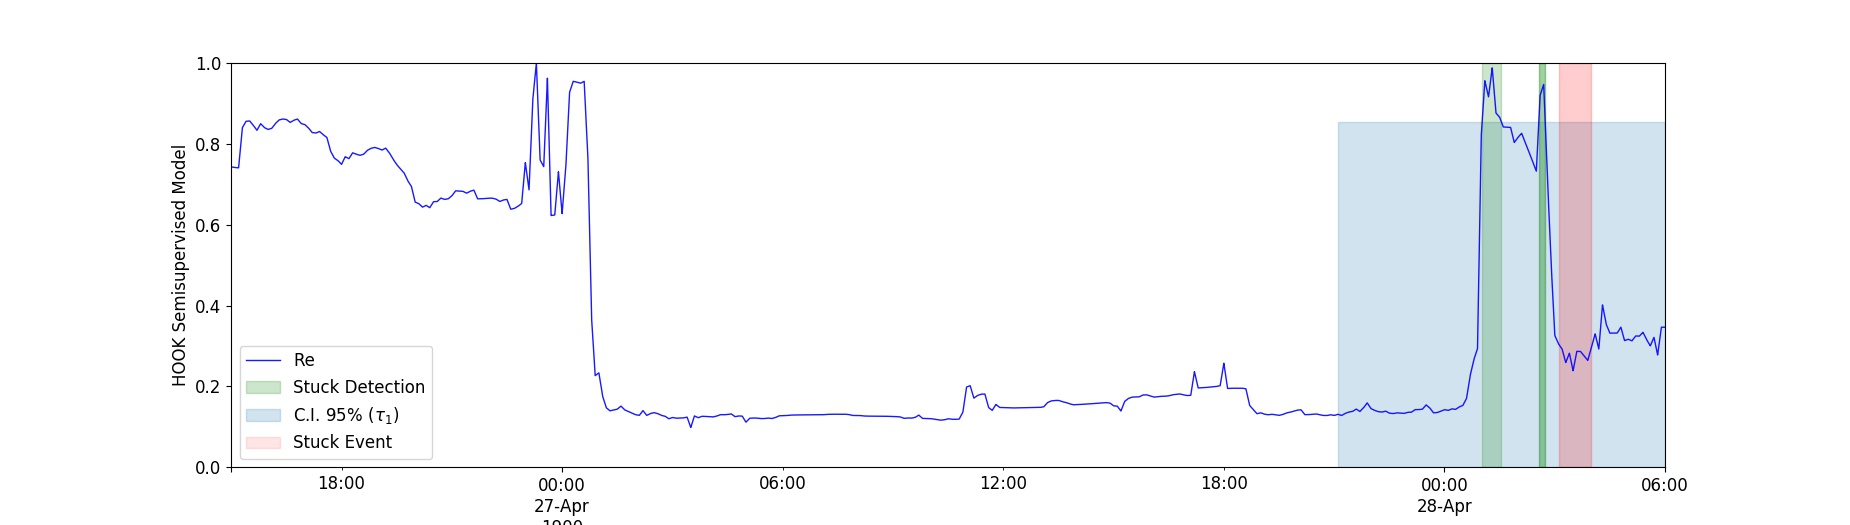 HOOK Semisupervised Model
1.0
0.8
0.6
0.4
0.2
0.0
Re
Stuck Detection
C.I. 95% (τ₁)
Stuck Event
18:00 00:00 06:00 12:00 18:00 00:00 06:00
27-Apr 28-Apr
1900